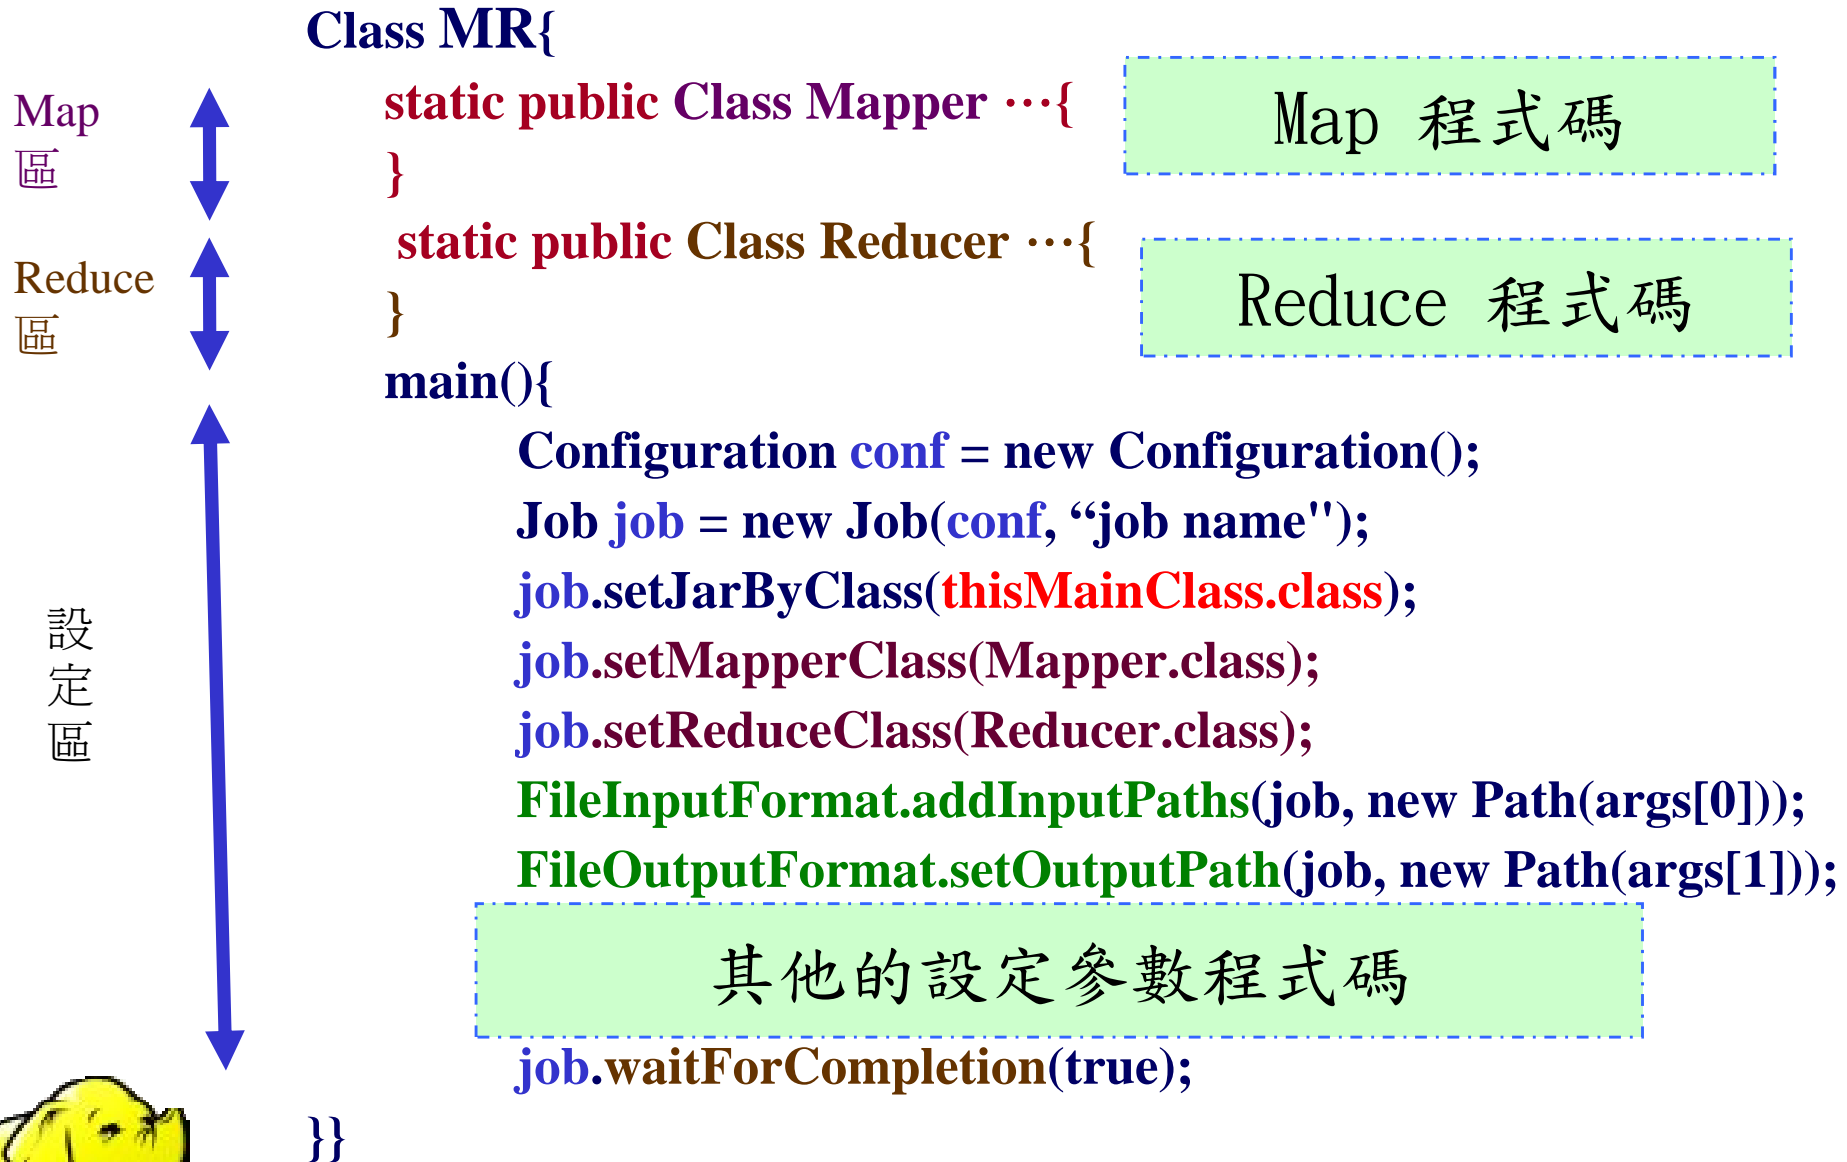 Class MR{
Map
區
static public Class Mapper ···{
Map 程式碼
}
Reduce
區
static public Class Reducer ···{
Reduce 程式碼
}
main(){
設
定
區
Configuration conf = new Configuration();
Job job = new Job(conf, “job name");
job.setJarByClass(thisMainClass.class);
job.setMapperClass(Mapper.class);
job.setReduceClass(Reducer.class);
FileInputFormat.addInputPaths(job, new Path(args[0]));
FileOutputFormat.setOutputPath(job, new Path(args[1]));
其他的設定參數程式碼
job.waitForCompletion(true);
}}